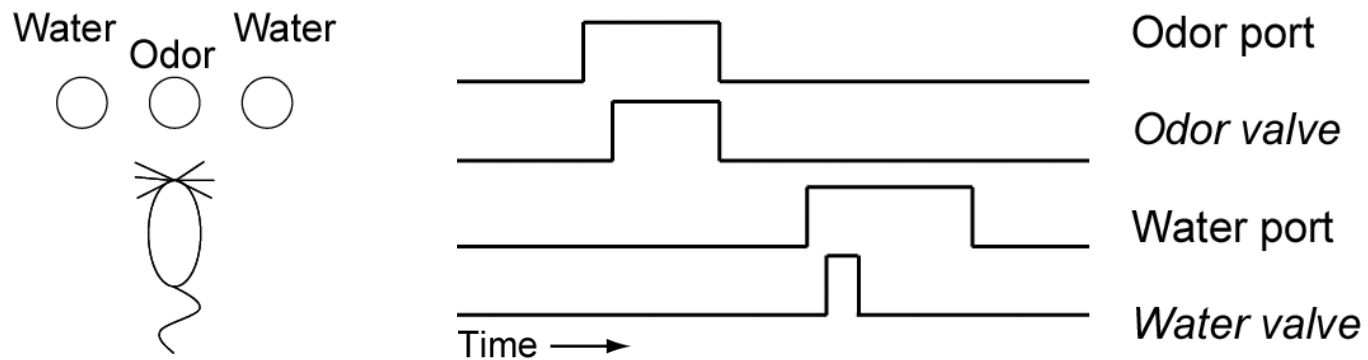 Water
Odor
Water
Odor port
Odor valve
Water port
Water valve
Time